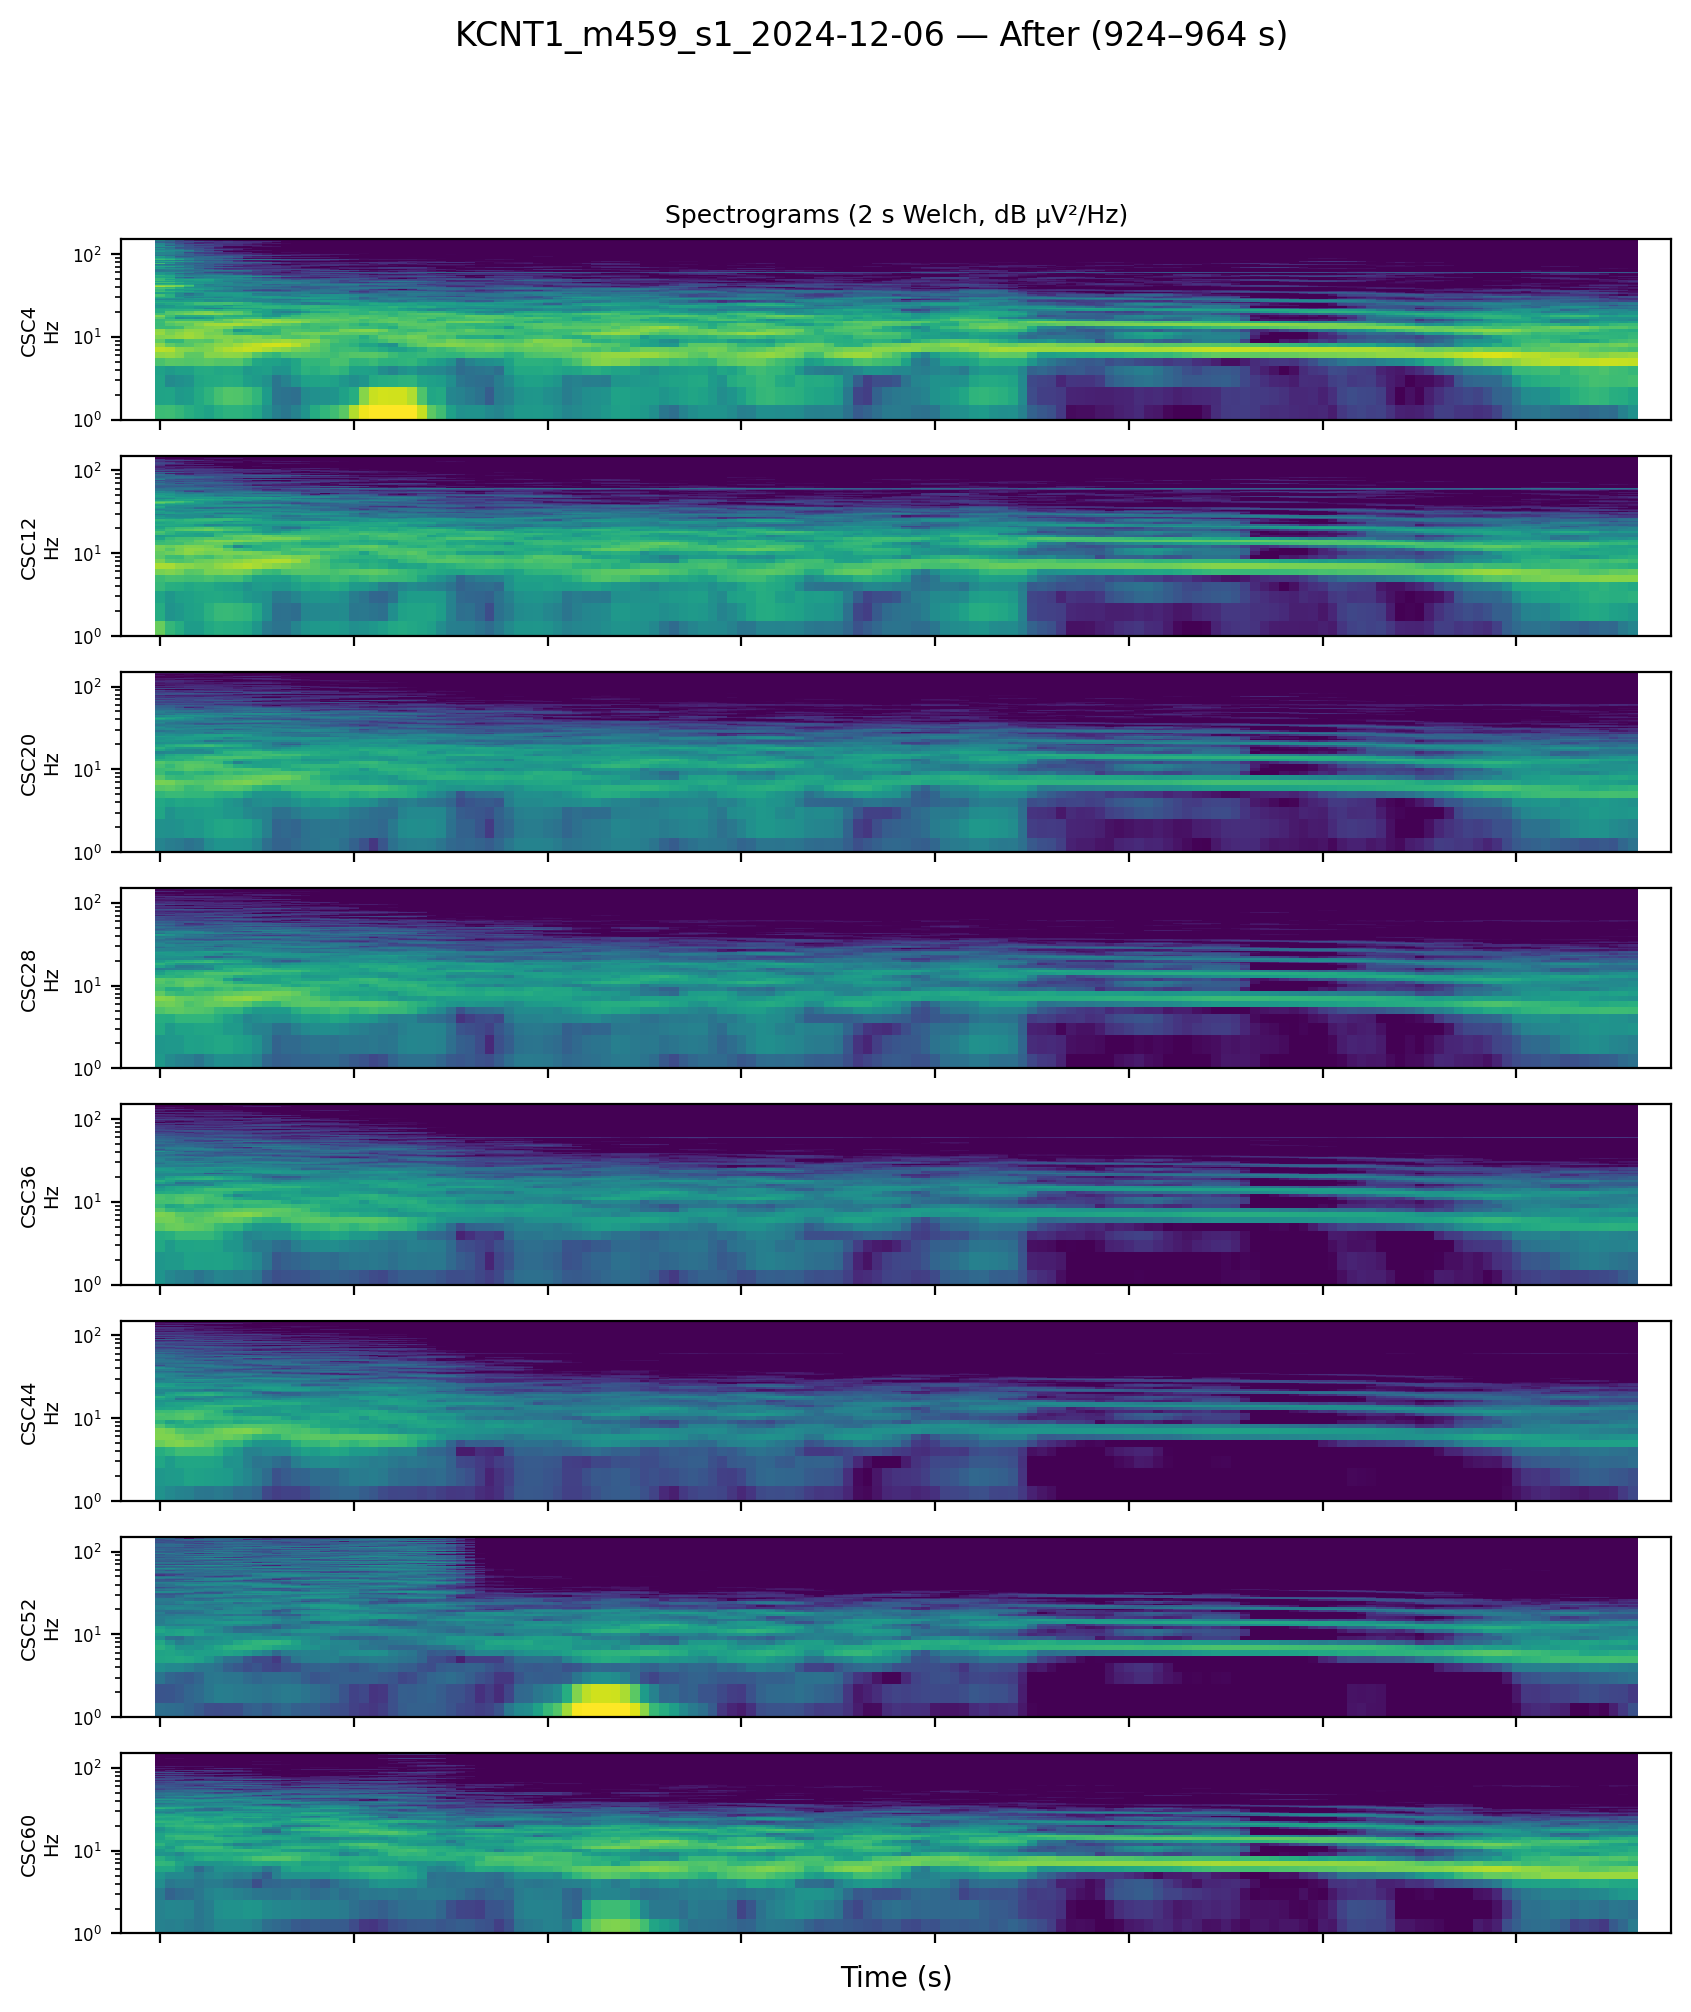 KCNT1_m459_s1_2024-12-06 — After (924–964 s)
Spectrograms (2 s Welch, dB µV²/Hz)
CSC4
Hz
10²
10¹
10⁰
CSC12
Hz
10²
10¹
10⁰
CSC20
Hz
10²
10¹
10⁰
CSC28
Hz
10²
10¹
10⁰
CSC36
Hz
10²
10¹
10⁰
CSC44
Hz
10²
10¹
10⁰
CSC52
Hz
10²
10¹
10⁰
CSC60
Hz
10²
10¹
10⁰
Time (s)